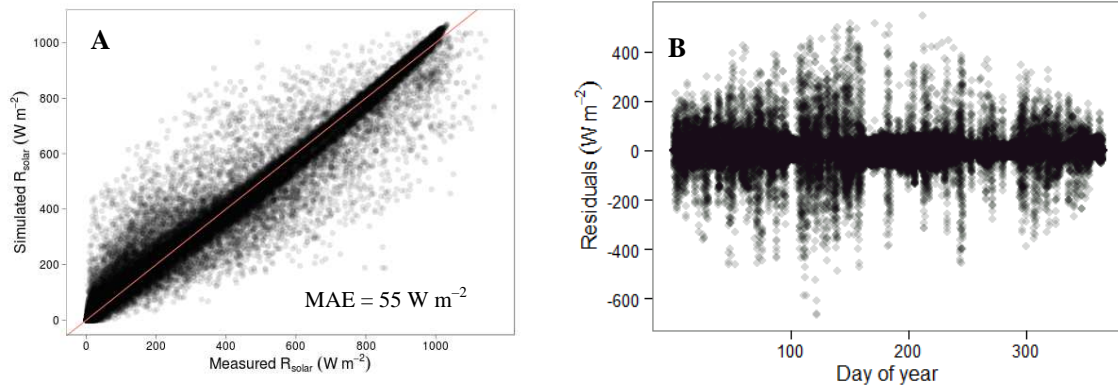 A
Simulated R_solar (W m⁻²)
1000
800
600
400
200
0
MAE = 55 W m⁻²
0 200 400 600 800 1000
Measured R_solar (W m⁻²)
B
Residuals (W m⁻²)
400
200
0
-200
-400
-600
100 200 300
Day of year